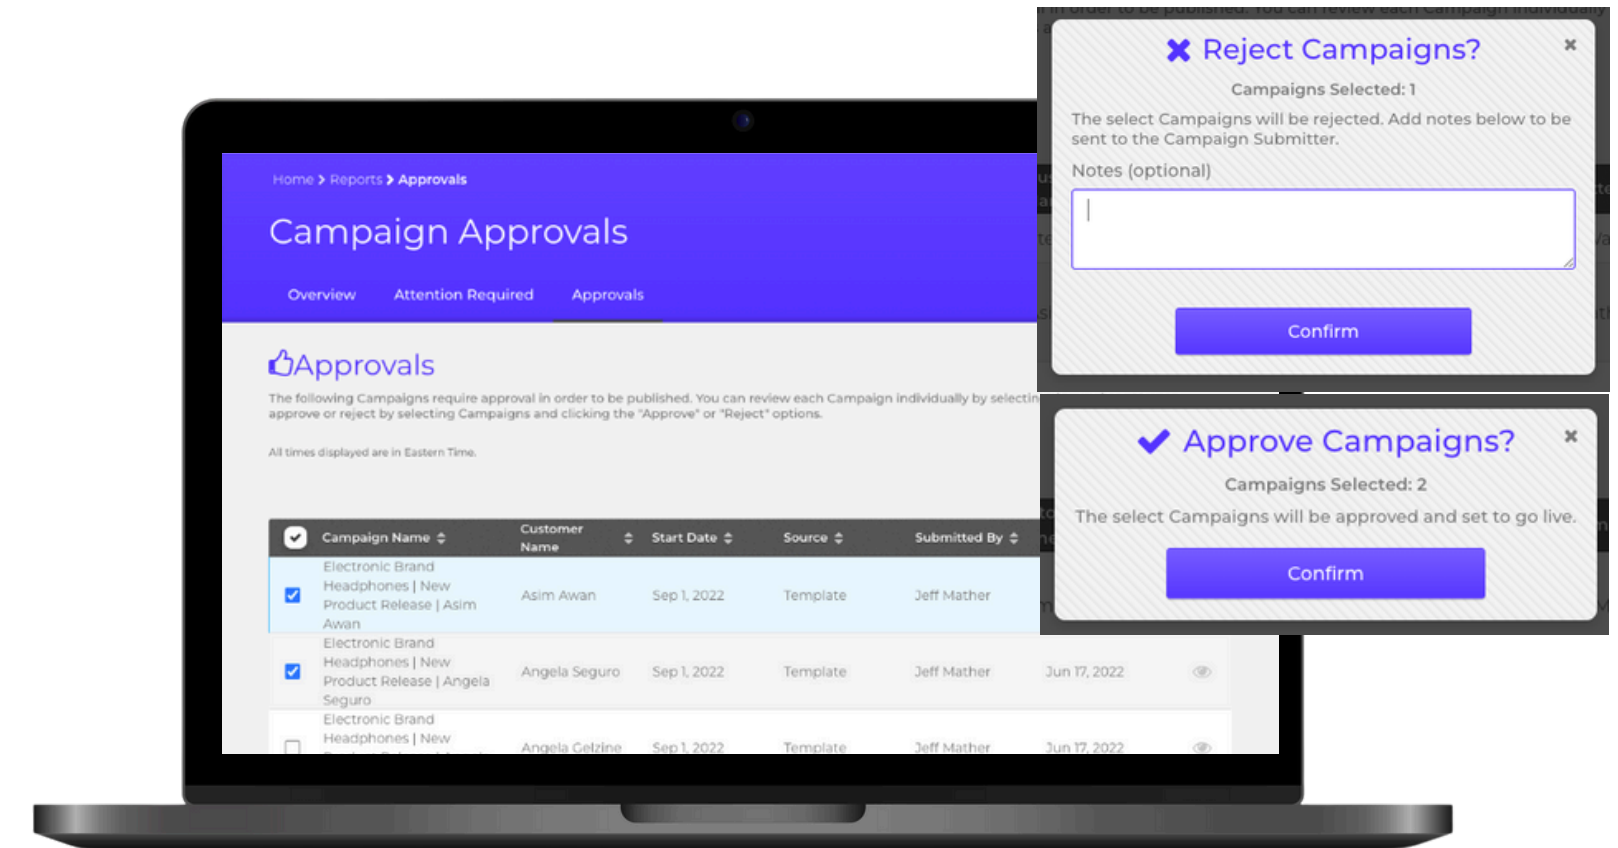 Home > Reports > Approvals
Campaign Approvals
Overview Attention Required Approvals
Approvals
The following Campaigns require approval in order to be published. You can review each Campaign individually by
approve or reject by selecting Campaigns and clicking the "Approve" or "Reject" options.
All times displayed are in Eastern Time.
Campaign Name Customer Name Start Date Source Submitted By
Electronic Brand
Headphones | New
Product Release | Asim
Awan
Asim Awan Sep 1, 2022 Template Jeff Mather
Electronic Brand
Headphones | New
Product Release | Angela
Seguro
Angela Seguro Sep 1, 2022 Template Jeff Mather Jun 17, 2022
Electronic Brand
Headphones | New
Angela Gelzine Sep 1, 2022 Template Jeff Mather Jun 17, 2022
Reject Campaigns?
Campaigns Selected: 1
The select Campaigns will be rejected. Add notes below to be
sent to the Campaign Submitter.
Notes (optional)
Confirm
Approve Campaigns?
Campaigns Selected: 2
The select Campaigns will be approved and set to go live.
Confirm